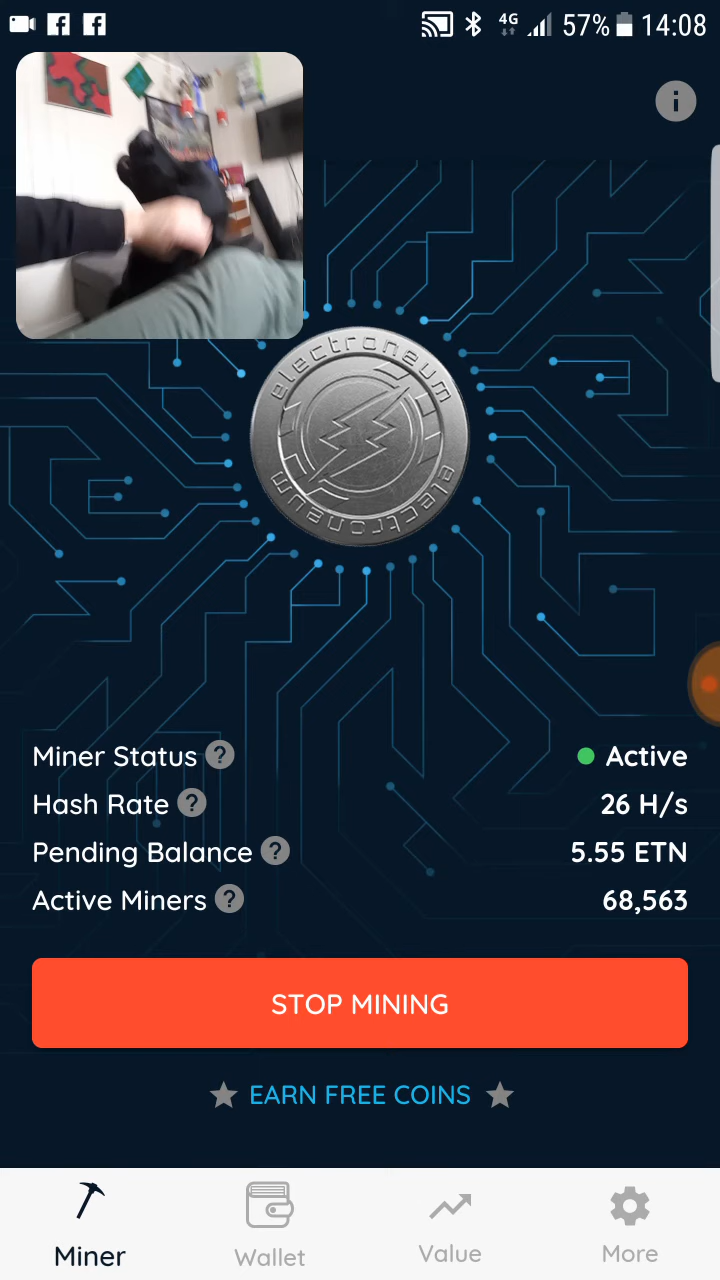 4G 57% 14:08
i
electroneum
electroneum
Miner Status ? Active
Hash Rate ? 26 H/s
Pending Balance ? 5.55 ETN
Active Miners ? 68,563
STOP MINING
EARN FREE COINS
Miner Wallet Value More